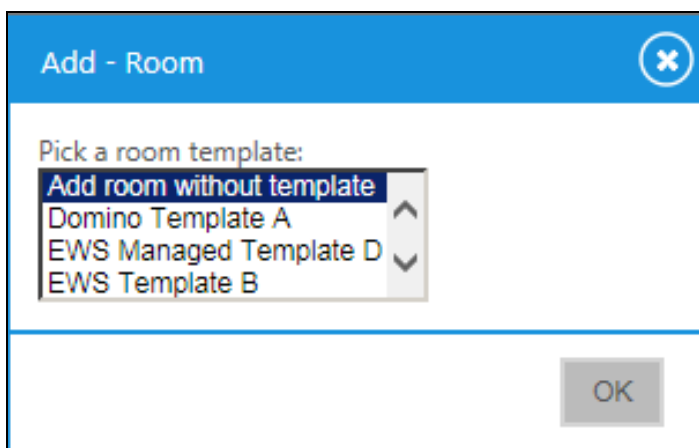 Add - Room
Pick a room template:
Add room without template
Domino Template A
EWS Managed Template D
EWS Template B
OK